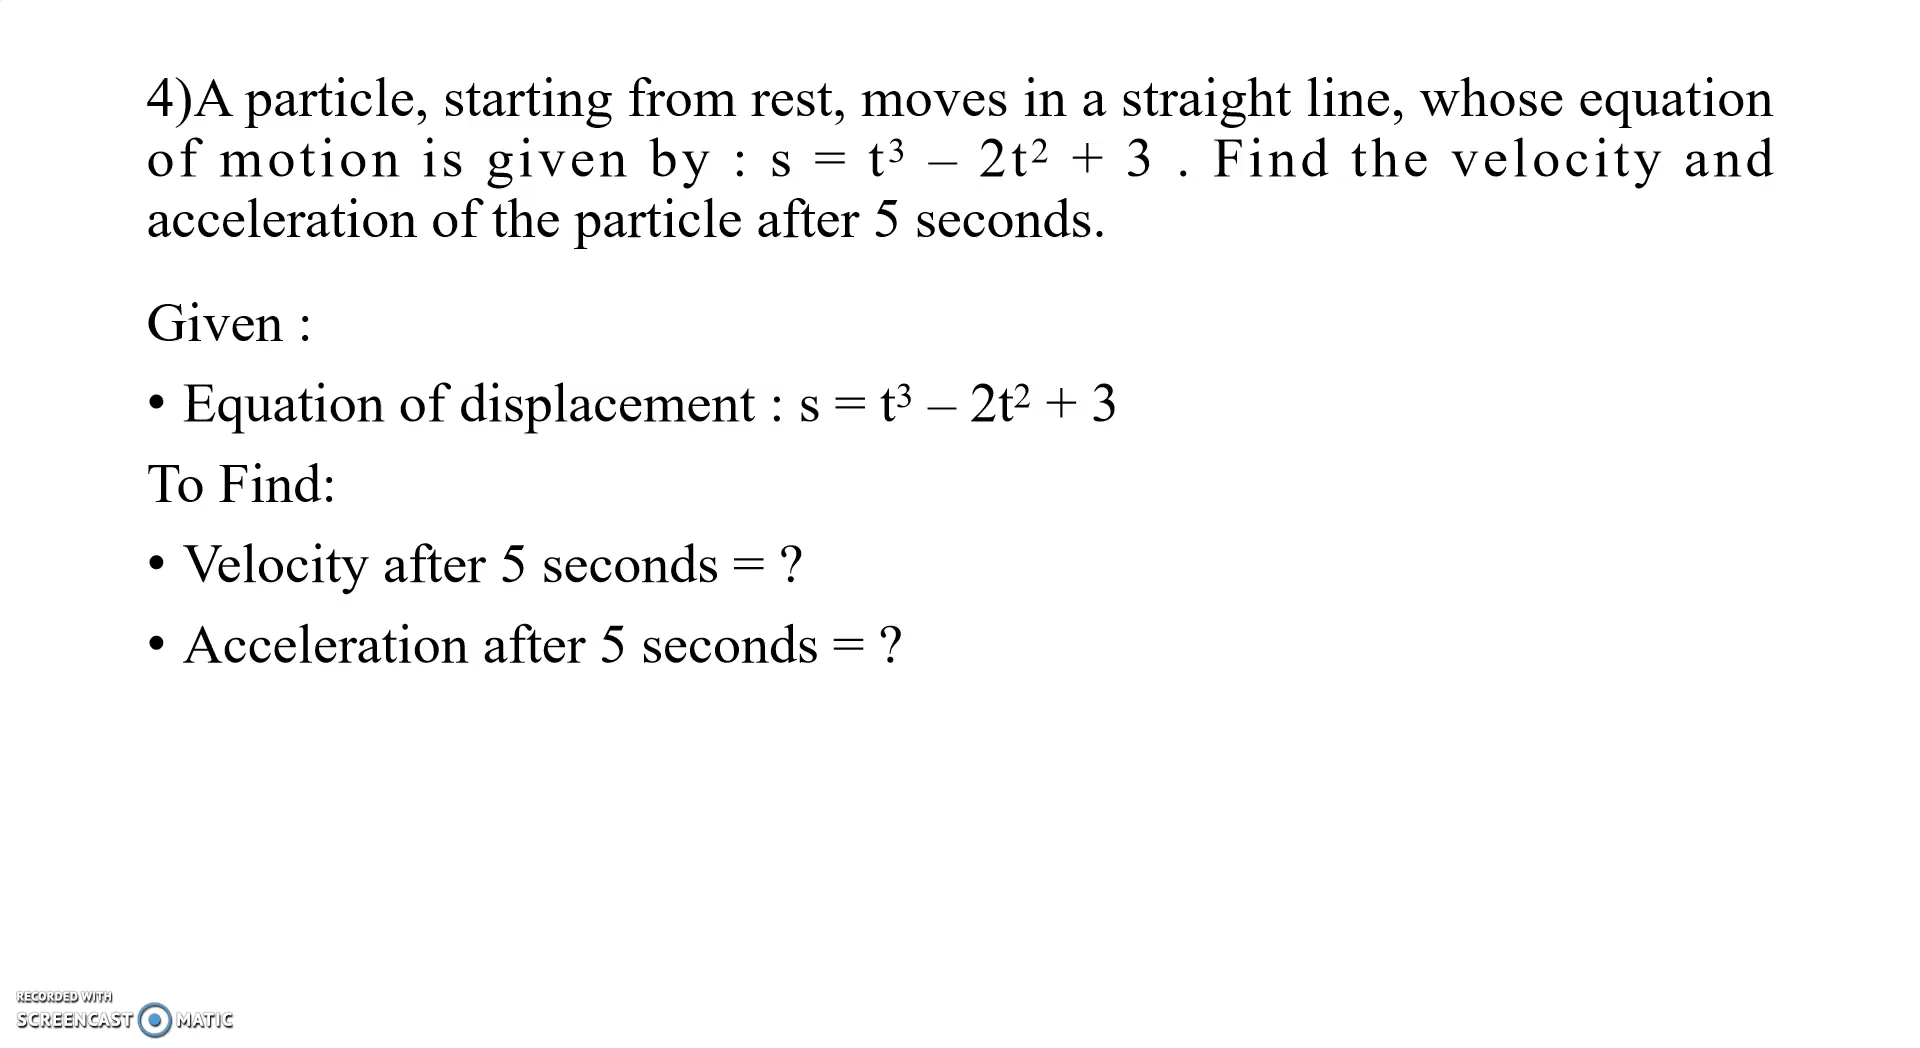 4)A particle, starting from rest, moves in a straight line, whose equation
of motion is given by : s = t³ – 2t² + 3 . Find the velocity and
acceleration of the particle after 5 seconds.
Given :
• Equation of displacement : s = t³ – 2t² + 3
To Find:
• Velocity after 5 seconds = ?
• Acceleration after 5 seconds = ?
RECORDED WITH
SCREENCAST MATIC